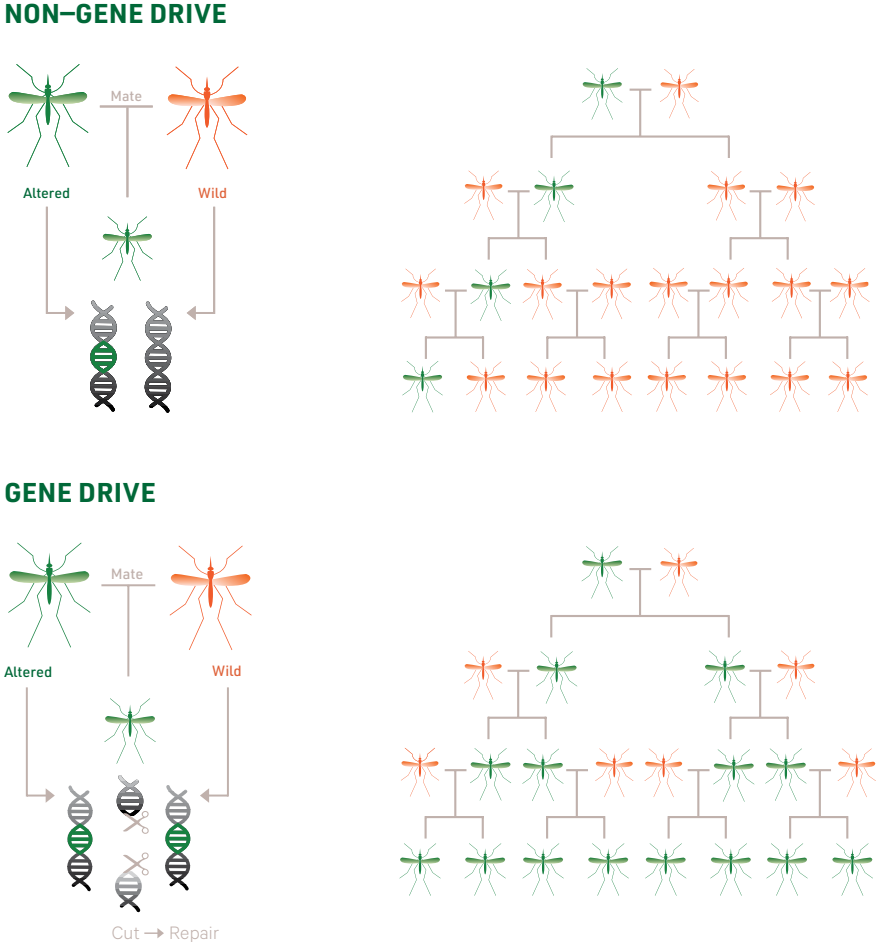 NON–GENE DRIVE
Mate
Altered
Wild
GENE DRIVE
Mate
Altered
Wild
Cut → Repair